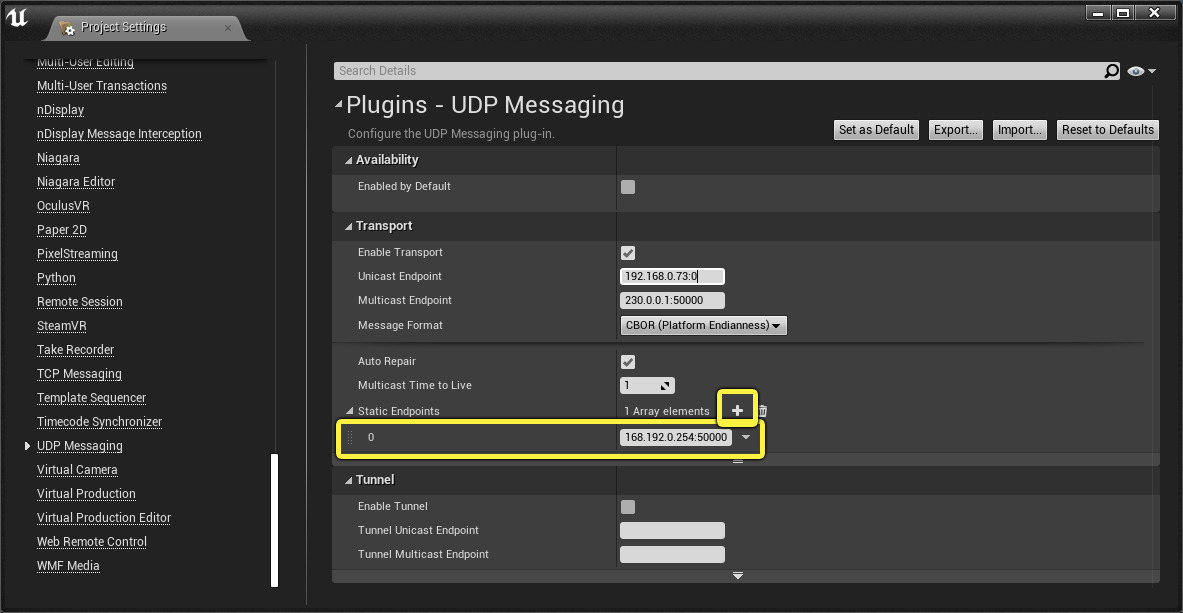 Project Settings
Multi-User Editing
Multi-User Transactions
nDisplay
nDisplay Message Interception
Niagara
Niagara Editor
OculusVR
Paper 2D
PixelStreaming
Python
Remote Session
SteamVR
Take Recorder
TCP Messaging
Template Sequencer
Timecode Synchronizer
UDP Messaging
Virtual Camera
Virtual Production
Virtual Production Editor
Web Remote Control
WMF Media
Search Details
Plugins - UDP Messaging
Configure the UDP Messaging plug-in.
Set as Default Export... Import... Reset to Defaults
Availability
Enabled by Default
Transport
Enable Transport
Unicast Endpoint 192.168.0.73:0
Multicast Endpoint 230.0.0.1:50000
Message Format CBOR (Platform Endianness)
Auto Repair
Multicast Time to Live 1
Static Endpoints 1 Array elements
0 168.192.0.254:50000
Tunnel
Enable Tunnel
Tunnel Unicast Endpoint
Tunnel Multicast Endpoint